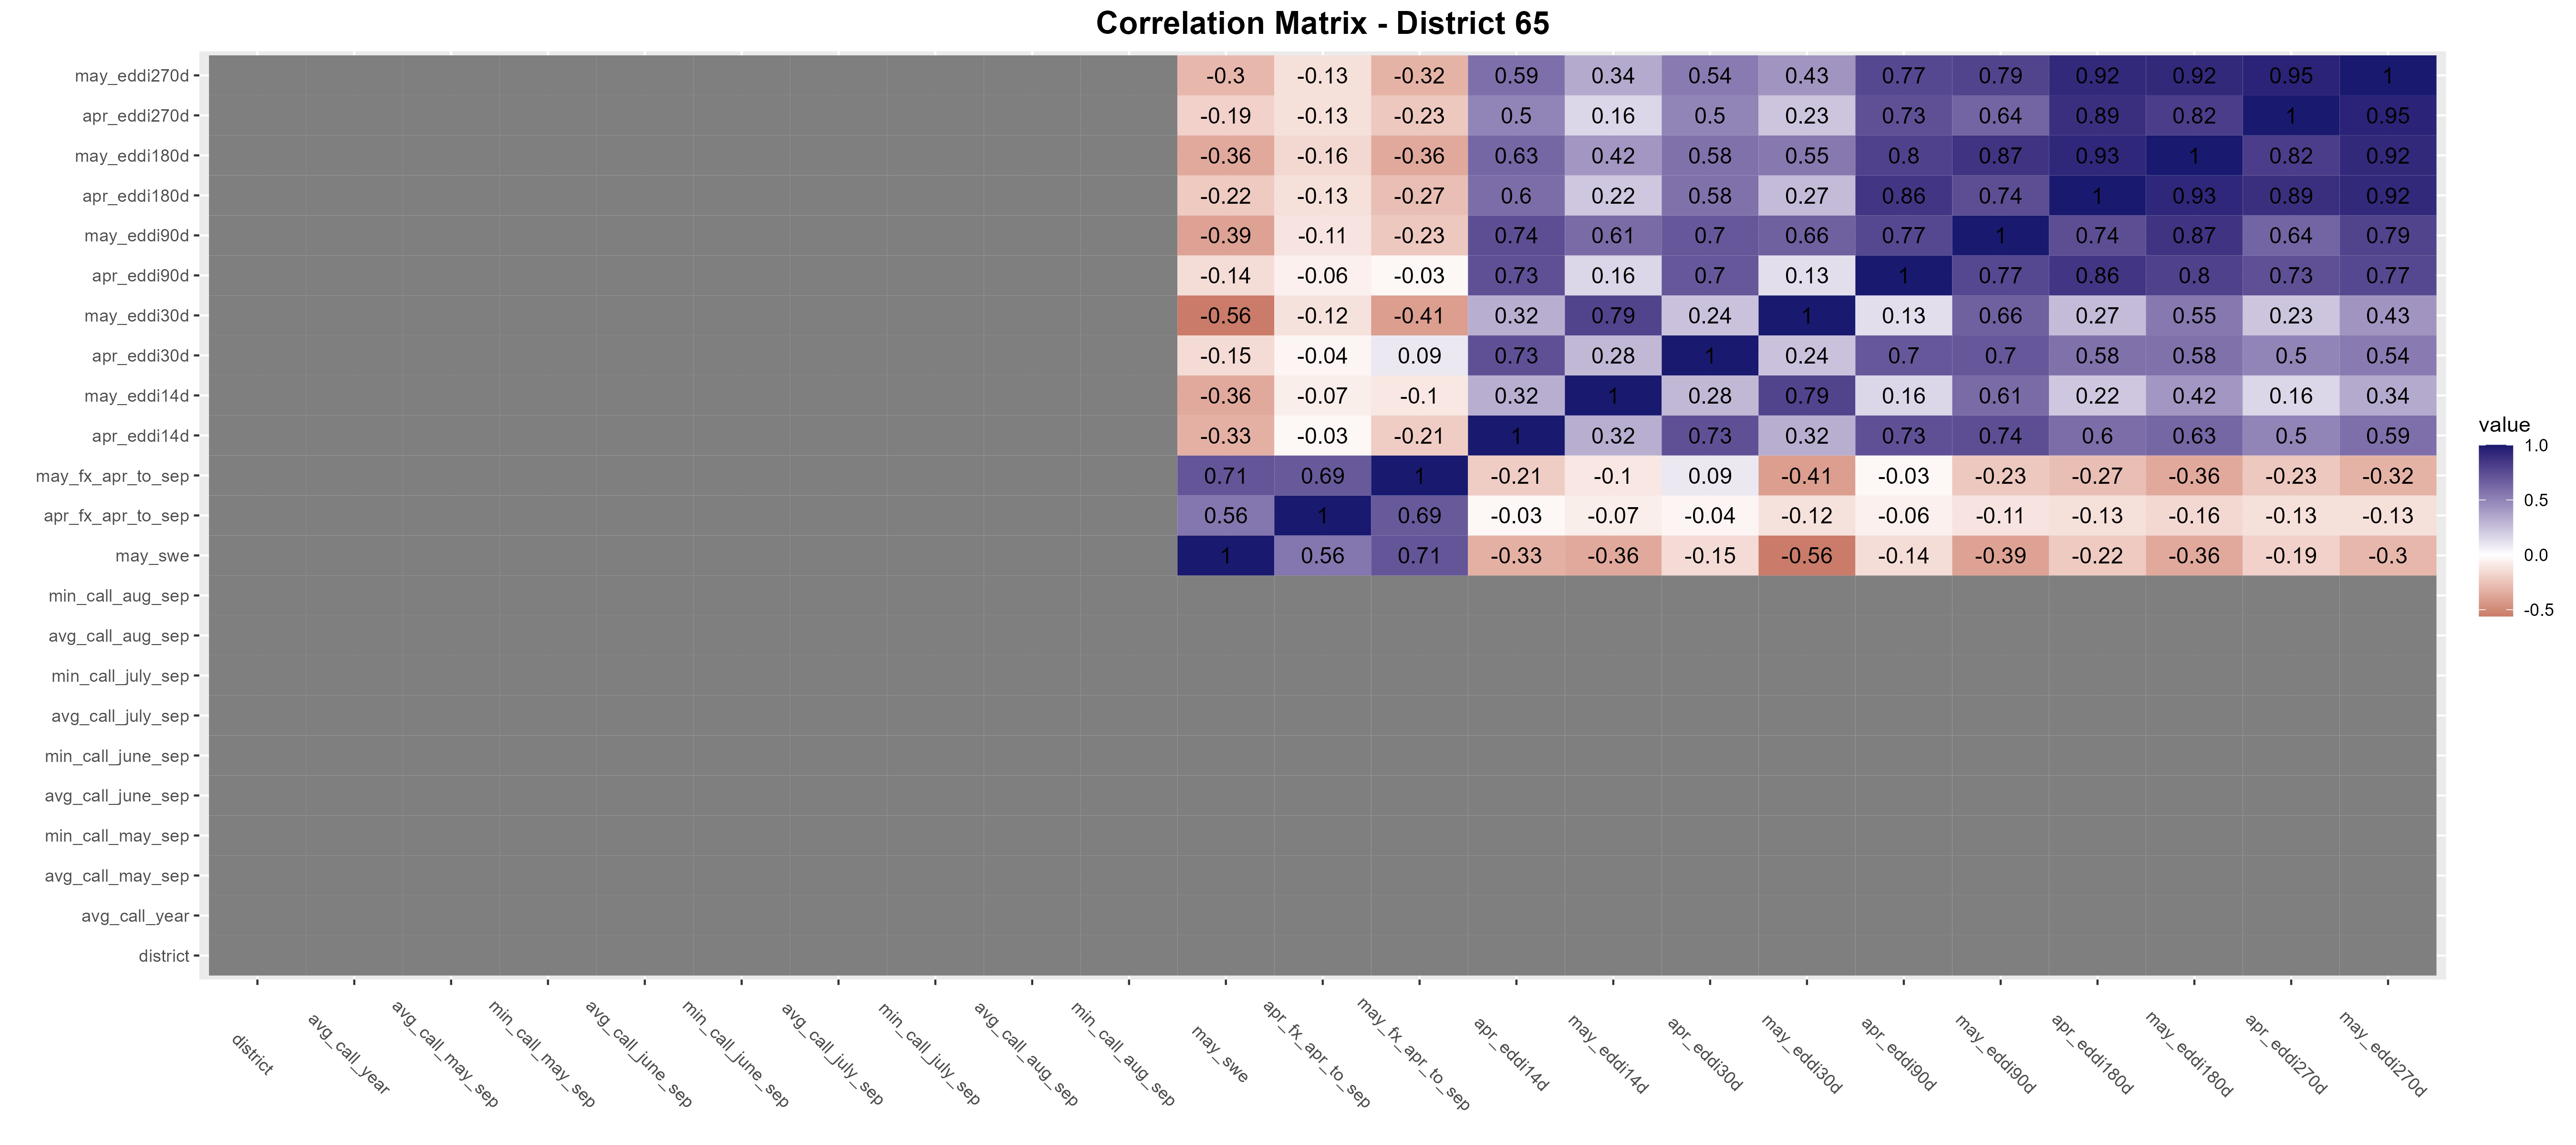 Correlation Matrix - District 65
may_eddi270d -0.3 -0.13 -0.32 0.59 0.34 0.54 0.43 0.77 0.79 0.92 0.92 0.95 1
apr_eddi270d -0.19 -0.13 -0.23 0.5 0.16 0.5 0.23 0.73 0.64 0.89 0.82 1 0.95
may_eddi180d -0.36 -0.16 -0.36 0.63 0.42 0.58 0.55 0.8 0.87 0.93 1 0.82 0.92
apr_eddi180d -0.22 -0.13 -0.27 0.6 0.22 0.58 0.27 0.86 0.74 1 0.93 0.89 0.92
may_eddi90d -0.39 -0.11 -0.23 0.74 0.61 0.7 0.66 0.77 1 0.74 0.87 0.64 0.79
apr_eddi90d -0.14 -0.06 -0.03 0.73 0.16 0.7 0.13 1 0.77 0.86 0.8 0.73 0.77
may_eddi30d -0.56 -0.12 -0.41 0.32 0.79 0.24 1 0.13 0.66 0.27 0.55 0.23 0.43
apr_eddi30d -0.15 -0.04 0.09 0.73 0.28 1 0.24 0.7 0.7 0.58 0.58 0.5 0.54
may_eddi14d -0.36 -0.07 -0.1 0.32 1 0.28 0.79 0.16 0.61 0.22 0.42 0.16 0.34
apr_eddi14d -0.33 -0.03 -0.21 1 0.32 0.73 0.32 0.73 0.74 0.6 0.63 0.5 0.59
may_fx_apr_to_sep 0.71 0.69 1 -0.21 -0.1 0.09 -0.41 -0.03 -0.23 -0.27 -0.36 -0.23 -0.32
apr_fx_apr_to_sep 0.56 1 0.69 -0.03 -0.07 -0.04 -0.12 -0.06 -0.11 -0.13 -0.16 -0.13 -0.13
may_swe 1 0.56 0.71 -0.33 -0.36 -0.15 -0.56 -0.14 -0.39 -0.22 -0.36 -0.19 -0.3
min_call_aug_sep
avg_call_aug_sep
min_call_july_sep
avg_call_july_sep
min_call_june_sep
avg_call_june_sep
min_call_may_sep
avg_call_may_sep
avg_call_year
district
district avg_call_year avg_call_may_sep min_call_may_sep avg_call_june_sep min_call_june_sep avg_call_july_sep min_call_july_sep avg_call_aug_sep min_call_aug_sep may_swe apr_fx_apr_to_sep may_fx_apr_to_sep apr_eddi14d may_eddi14d apr_eddi30d may_eddi30d apr_eddi90d may_eddi90d apr_eddi180d may_eddi180d apr_eddi270d may_eddi270d
value
1.0
0.5
0.0
-0.5